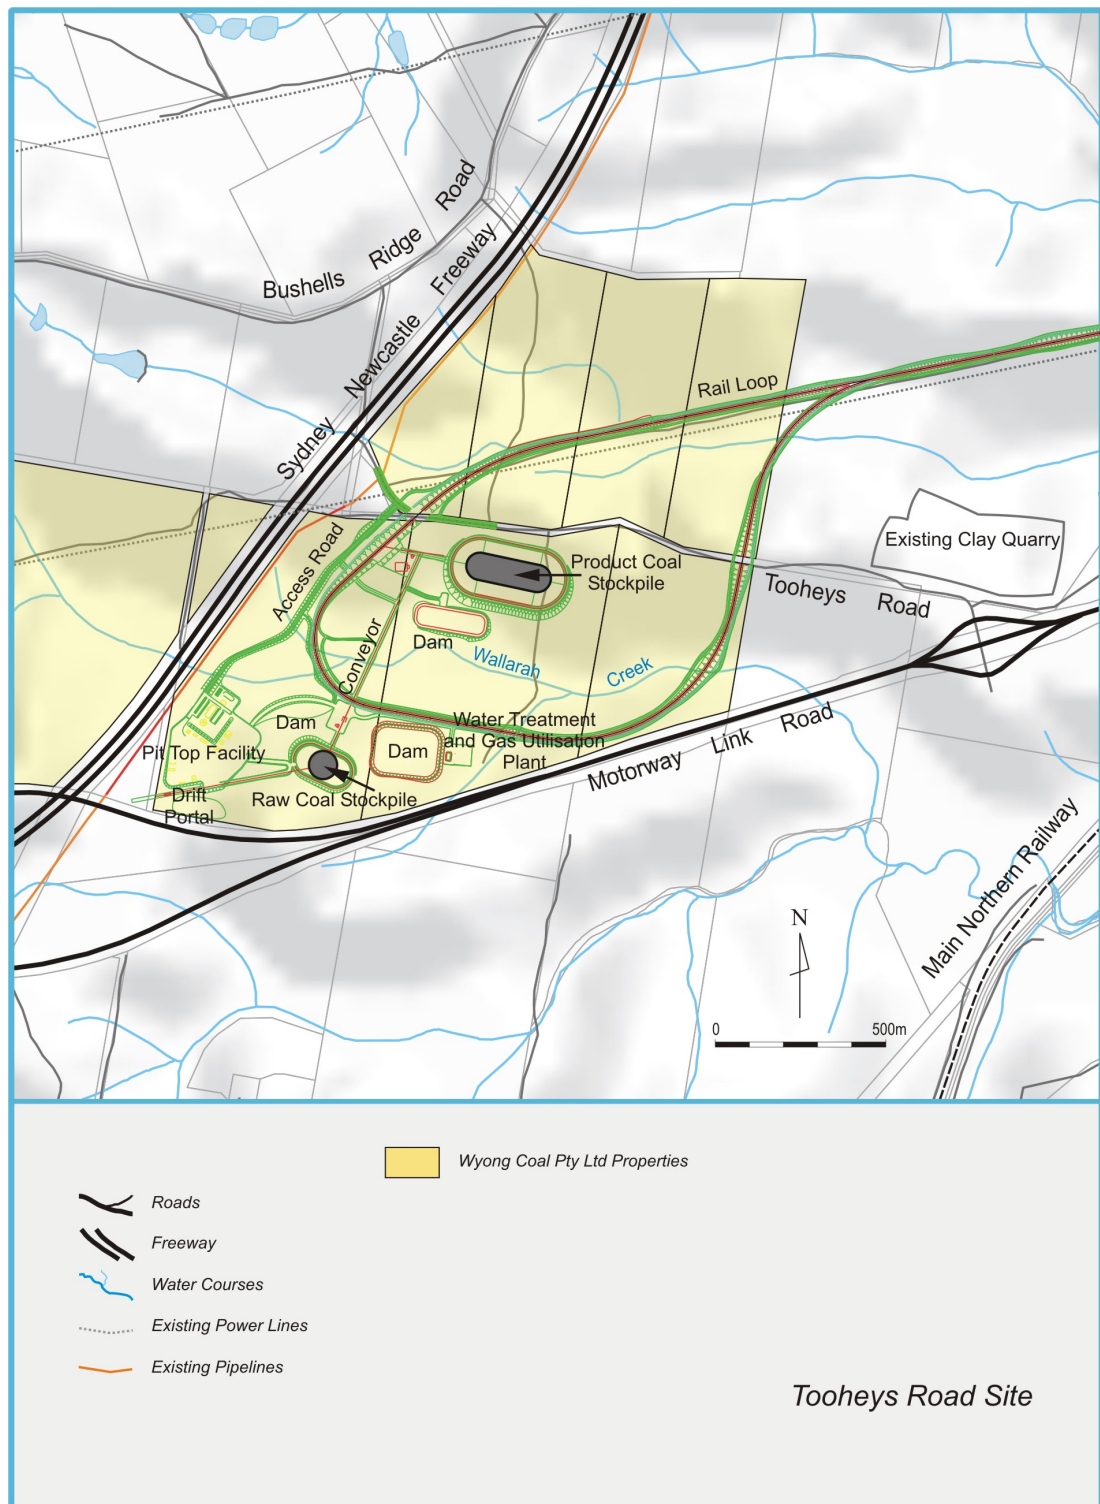 Bushells Ridge Road
Sydney Newcastle Freeway
Rail Loop
Existing Clay Quarry
Access Road
Product Coal
Stockpile
Tooheys Road
Conveyor
Dam
Wallarah Creek
Dam
Water Treatment
and Gas Utilisation
Plant
Pit Top Facility
Dam
Motorway Link Road
Raw Coal Stockpile
Drift
Portal
Main Northern Railway
N
0 500m
Wyong Coal Pty Ltd Properties
Roads
Freeway
Water Courses
Existing Power Lines
Existing Pipelines
Tooheys Road Site